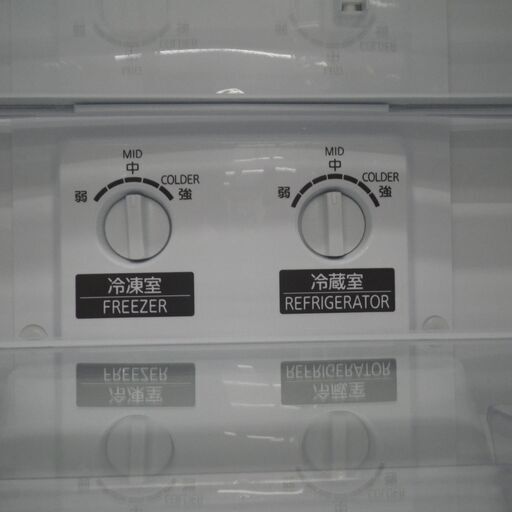 MID
中
COLDER
弱
強
冷凍室
FREEZER
MID
中
COLDER
弱
強
冷蔵室
REFRIGERATOR